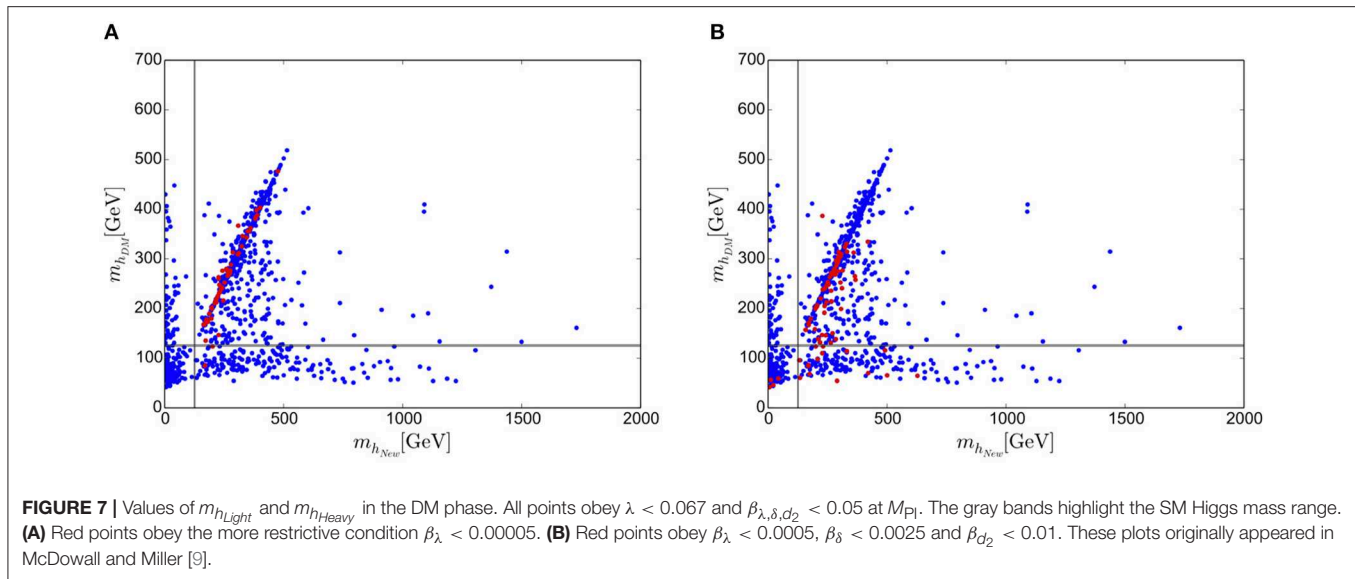 A
B
700
600
500
400
300
200
100
0
m_{h_{DM}}[GeV]
0 500 1000 1500 2000
m_{h_{New}}[GeV]
700
600
500
400
300
200
100
0
m_{h_{DM}}[GeV]
0 500 1000 1500 2000
m_{h_{New}}[GeV]
FIGURE 7 | Values of m_{h_{Light}} and m_{h_{Heavy}} in the DM phase. All points obey λ < 0.067 and β_{λ,δ,d_2} < 0.05 at M_{Pl}. The gray bands highlight the SM Higgs mass range.
(A) Red points obey the more restrictive condition β_λ < 0.00005. (B) Red points obey β_λ < 0.0005, β_δ < 0.0025 and β_{d_2} < 0.01. These plots originally appeared in
McDowall and Miller [9].